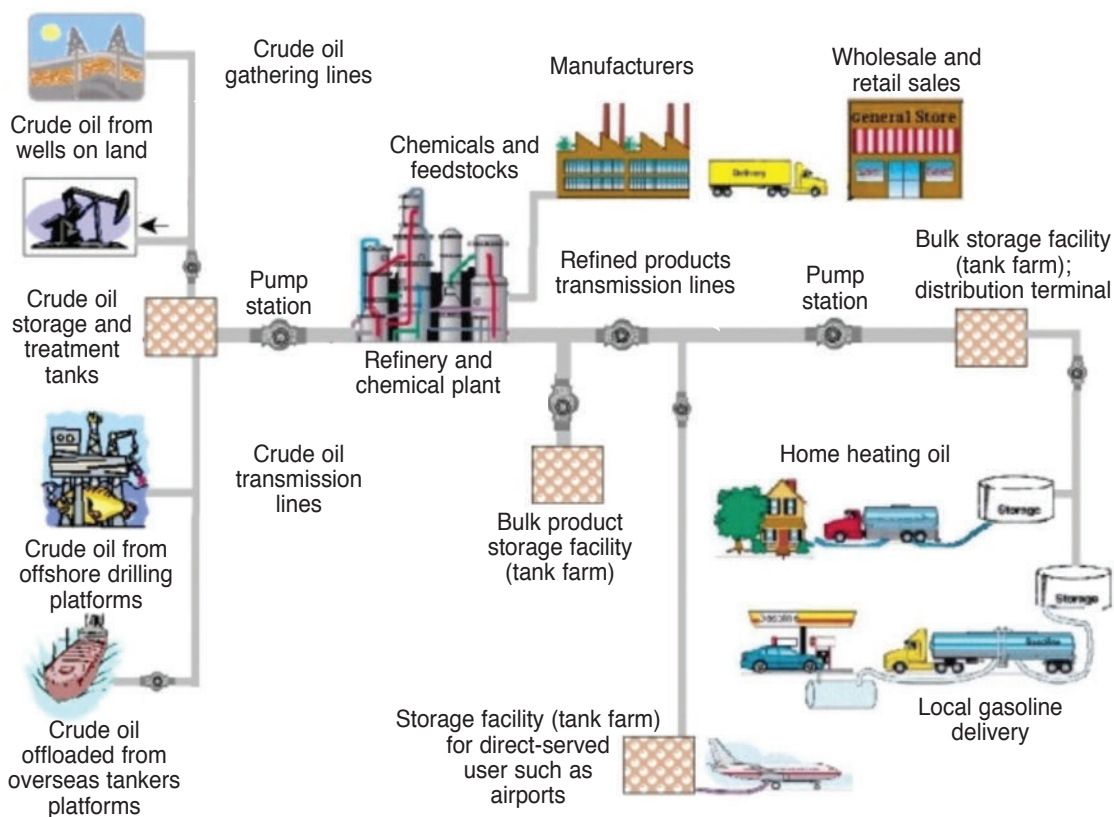 Crude oil
gathering lines
Manufacturers
Wholesale and
retail sales
General Store
Crude oil from
wells on land
Chemicals and
feedstocks
Delivery
Bulk storage facility
(tank farm);
distribution terminal
Pump
station
Refined products
transmission lines
Pump
station
Crude oil
storage and
treatment
tanks
Refinery and
chemical plant
Crude oil
transmission
lines
Home heating oil
Storage
Bulk product
storage facility
(tank farm)
Crude oil from
offshore drilling
platforms
Storage
Gasoline
Gasoline
Local gasoline
delivery
Crude oil
offloaded from
overseas tankers
platforms
Storage facility (tank farm)
for direct-served
user such as
airports